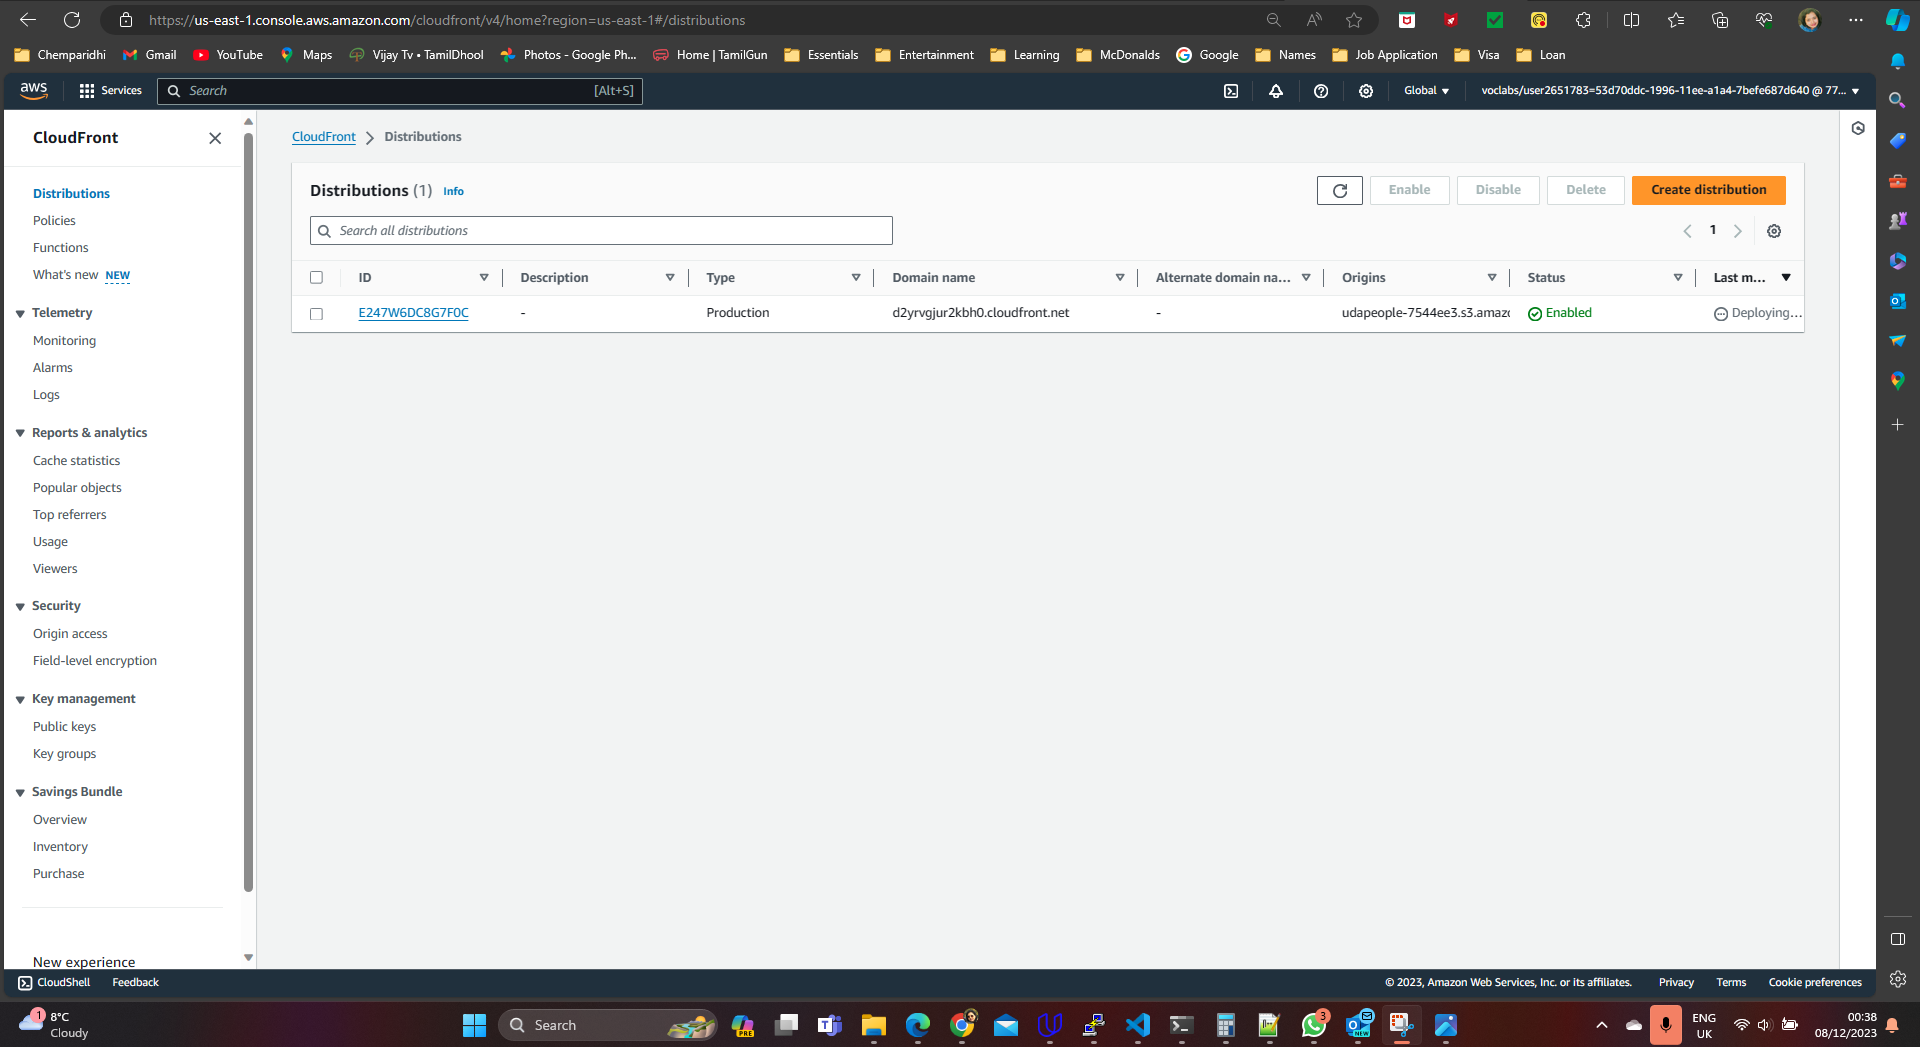 https://us-east-1.console.aws.amazon.com/cloudfront/v4/home?region=us-east-1#/distributions
Chemparidhi
Gmail
YouTube
Maps
Vijay Tv • TamilDhool
Photos - Google Ph...
Home | TamilGun
Essentials
Entertainment
Learning
McDonalds
Google
Names
Job Application
Visa
Loan
aws
Services
Search
[Alt+S]
Global
voclabs/user2651783=53d70ddc-1996-11ee-a1a4-7befe687d640 @ 77...
CloudFront
Distributions
Policies
Functions
What's new NEW
Telemetry
Monitoring
Alarms
Logs
Reports & analytics
Cache statistics
Popular objects
Top referrers
Usage
Viewers
Security
Origin access
Field-level encryption
Key management
Public keys
Key groups
Savings Bundle
Overview
Inventory
Purchase
New experience
CloudFront > Distributions
Distributions (1) Info
Enable
Disable
Delete
Create distribution
Search all distributions
1
ID
Description
Type
Domain name
Alternate domain na...
Origins
Status
Last m...
E247W6DC8G7F0C
-
Production
d2yrvgjur2kbh0.cloudfront.net
-
udapeople-7544ee3.s3.amazo
Enabled
Deploying...
CloudShell
Feedback
© 2023, Amazon Web Services, Inc. or its affiliates.
Privacy
Terms
Cookie preferences
1
8°C
Cloudy
Search
PRE
3
NEW
ENG
UK
00:38
08/12/2023